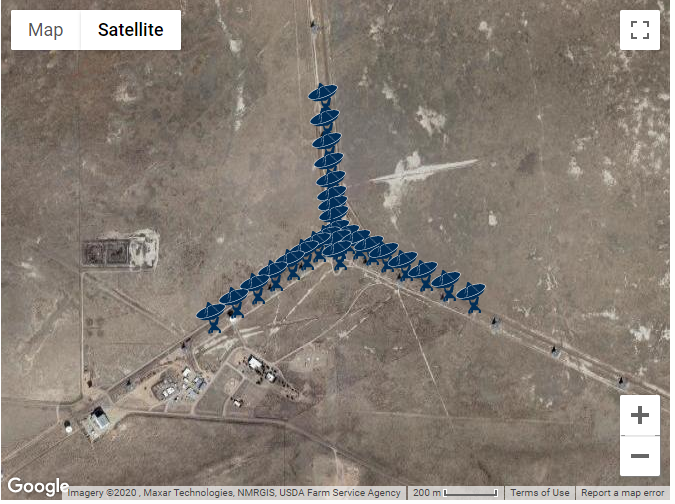 Map Satellite
Google
Imagery ©2020 , Maxar Technologies, NMRGIS, USDA Farm Service Agency 200 m Terms of Use Report a map error